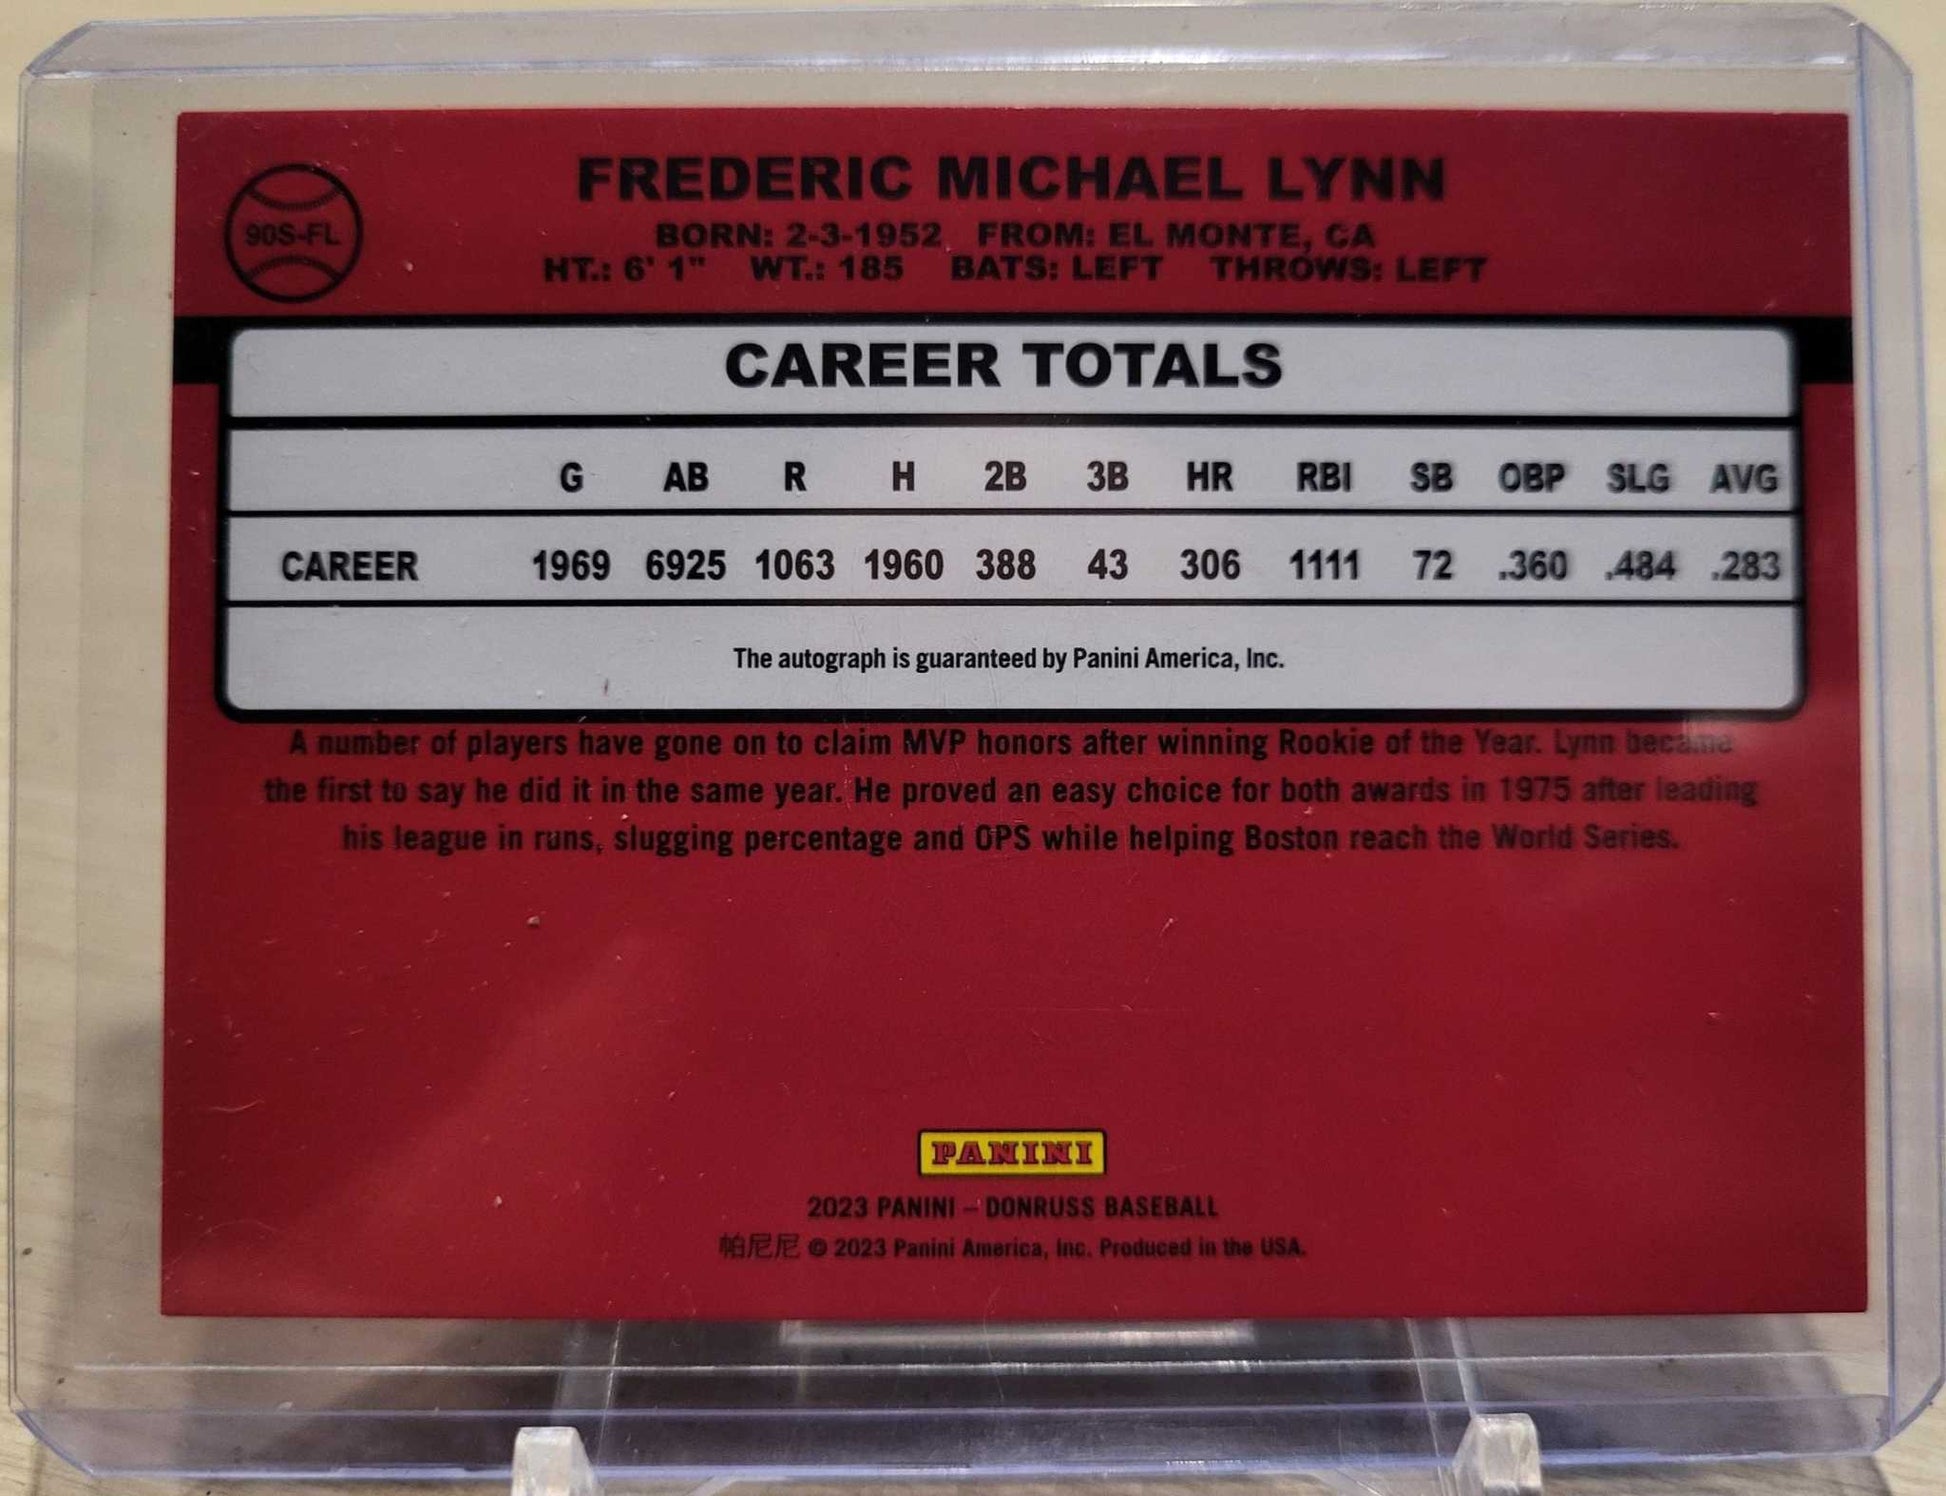 90S-FL
FREDERIC MICHAEL LYNN
BORN: 2-3-1952 FROM: EL MONTE, CA
HT.: 6' 1" WT.: 185 BATS: LEFT THROWS: LEFT
CAREER TOTALS
G AB R H 2B 3B HR RBI SB OBP SLG AVG
CAREER 1969 6925 1063 1960 388 43 306 1111 72 .360 .484 .283
The autograph is guaranteed by Panini America, Inc.
A number of players have gone on to claim MVP honors after winning Rookie of the Year. Lynn became
the first to say he did it in the same year. He proved an easy choice for both awards in 1975 after leading
his league in runs, slugging percentage and OPS while helping Boston reach the World Series.
PANINI
2023 PANINI – DONRUSS BASEBALL
帕尼尼 © 2023 Panini America, Inc. Produced in the USA.